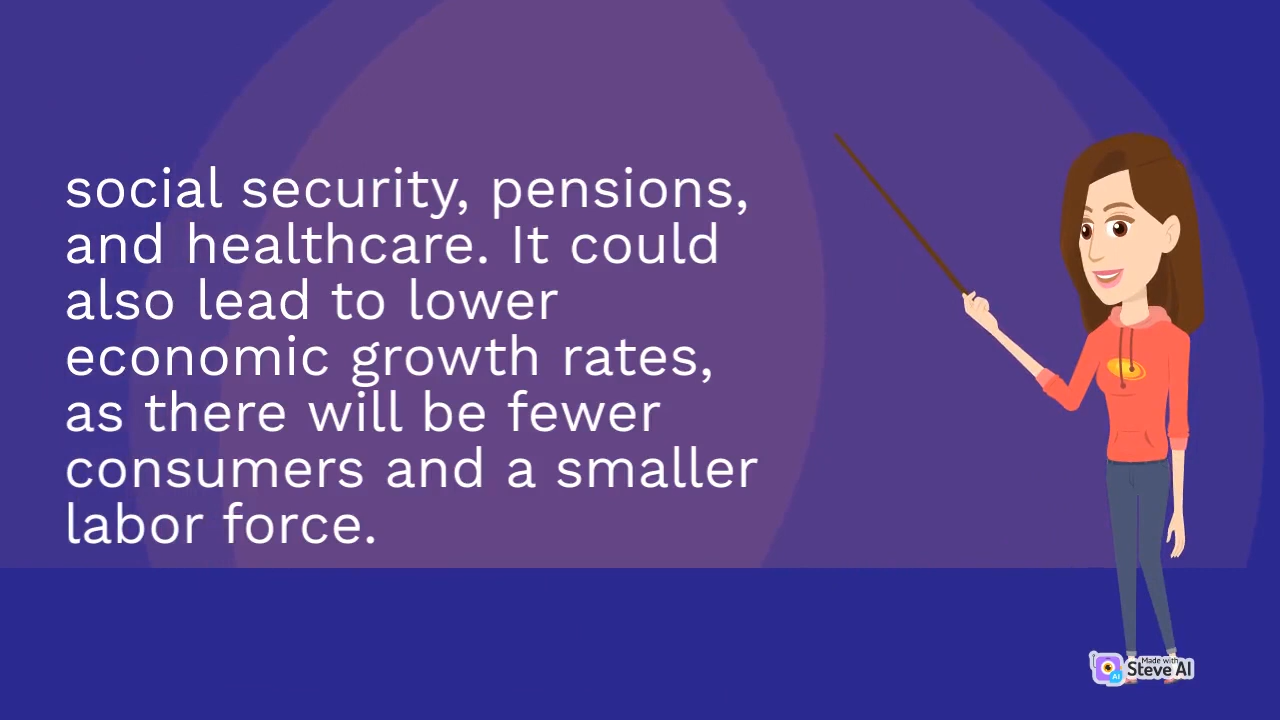 social security, pensions,
and healthcare. It could
also lead to lower
economic growth rates,
as there will be fewer
consumers and a smaller
labor force.
Made with
Steve AI
AI